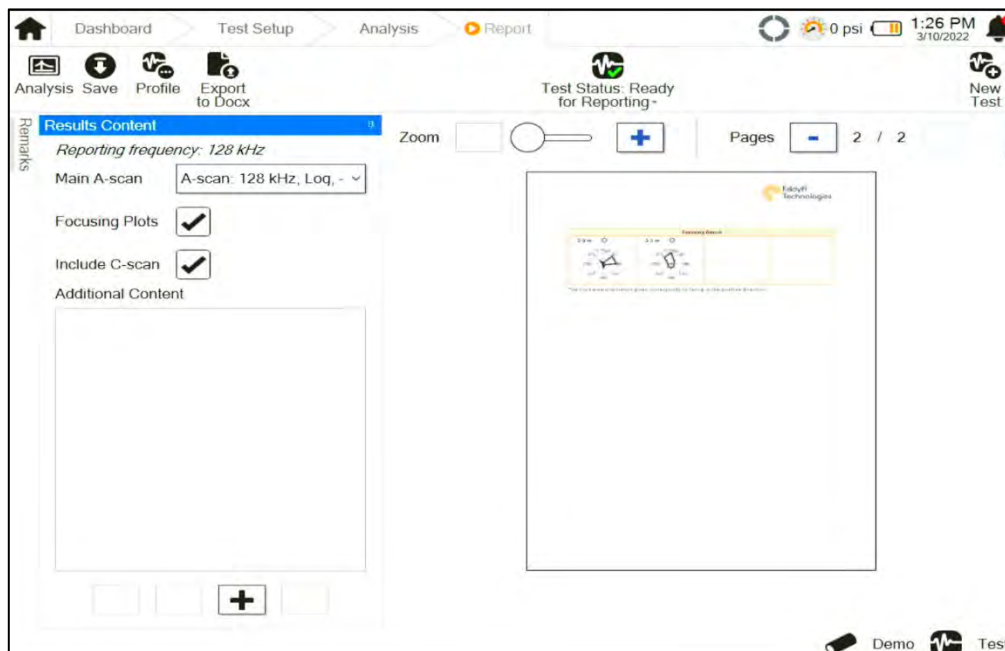 Dashboard
Test Setup
Analysis
Report
0 psi
1:26 PM
3/10/2022
Analysis
Save
Profile
Export
to Docx
Test Status: Ready
for Reporting
New
Test
Remarks
Results Content
Reporting frequency: 128 kHz
Main A-scan
A-scan: 128 kHz, Log, -
Focusing Plots
Include C-scan
Additional Content
Zoom
Pages
2 / 2
Technologies
Demo
Test